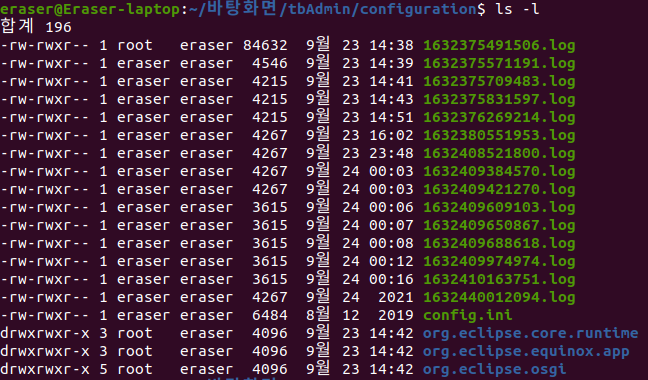 eraser@Eraser-laptop:~/바탕화면/tbAdmin/configuration$ ls -l
합계 196
-rw-rwxr-- 1 root   eraser 84632  9월 23 14:38 1632375491506.log
-rw-rwxr-- 1 eraser eraser  4546  9월 23 14:39 1632375571191.log
-rw-rwxr-- 1 eraser eraser  4215  9월 23 14:41 1632375709483.log
-rw-rwxr-- 1 eraser eraser  4215  9월 23 14:43 1632375831597.log
-rw-rwxr-- 1 eraser eraser  4215  9월 23 14:51 1632376269214.log
-rw-rwxr-- 1 eraser eraser  4267  9월 23 16:02 1632380551953.log
-rw-rwxr-- 1 eraser eraser  4267  9월 23 23:48 1632408521800.log
-rw-rwxr-- 1 eraser eraser  4267  9월 24 00:03 1632409384570.log
-rw-rwxr-- 1 eraser eraser  4267  9월 24 00:03 1632409421270.log
-rw-rwxr-- 1 eraser eraser  3615  9월 24 00:06 1632409609103.log
-rw-rwxr-- 1 eraser eraser  3615  9월 24 00:07 1632409650867.log
-rw-rwxr-- 1 eraser eraser  3615  9월 24 00:08 1632409688618.log
-rw-rwxr-- 1 eraser eraser  3615  9월 24 00:12 1632409974974.log
-rw-rwxr-- 1 eraser eraser  3615  9월 24 00:16 1632410163751.log
-rw-rwxr-- 1 eraser eraser  4267  9월 24  2021 1632440012094.log
-rw-rwxr-- 1 eraser eraser  6484  8월 12  2019 config.ini
drwxrwxr-x 3 root   eraser  4096  9월 23 14:42 org.eclipse.core.runtime
drwxrwxr-x 3 root   eraser  4096  9월 23 14:42 org.eclipse.equinox.app
drwxrwxr-x 5 root   eraser  4096  9월 23 14:42 org.eclipse.osgi